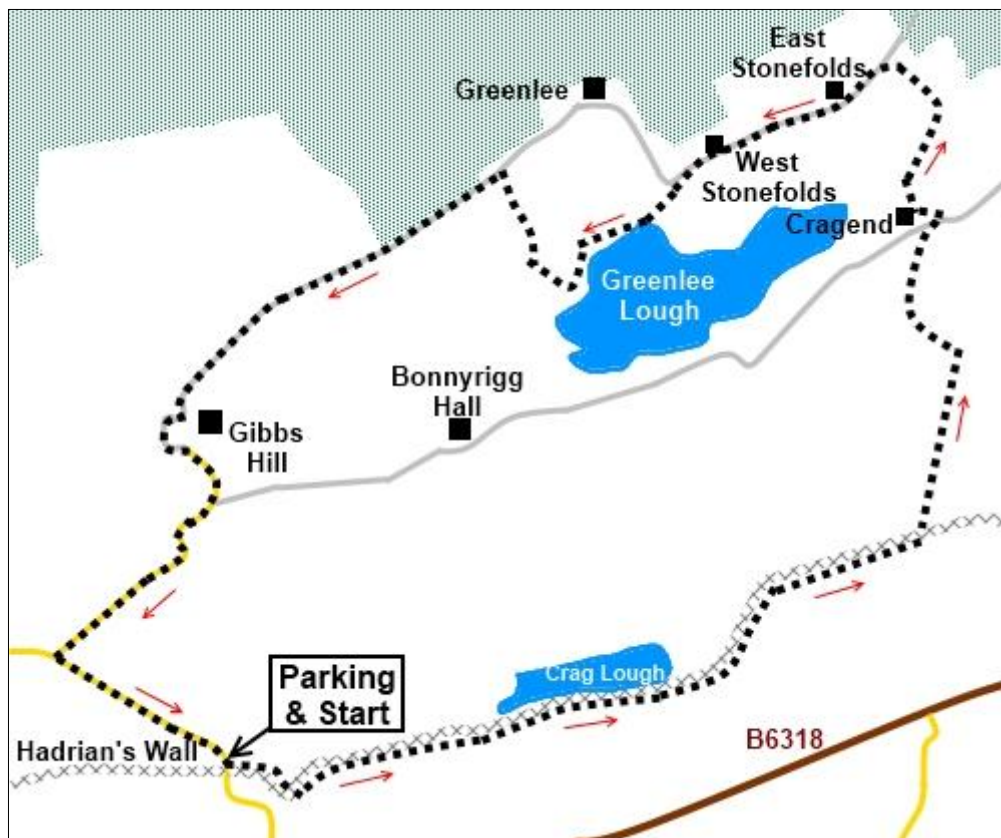 East
Stonefolds
Greenlee
West
Stonefolds
Cragend
Greenlee
Lough
Bonnyrigg
Hall
Gibbs
Hill
Parking
& Start
Crag Lough
Hadrian's Wall
B6318